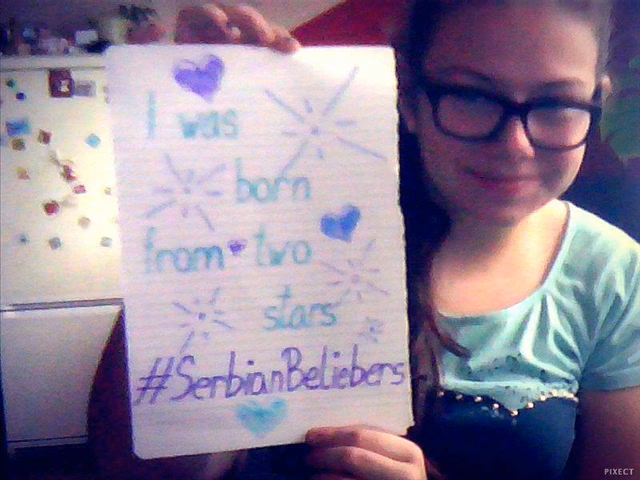 I was
born
from two
stars
#SerbianBeliebers
PIXECT